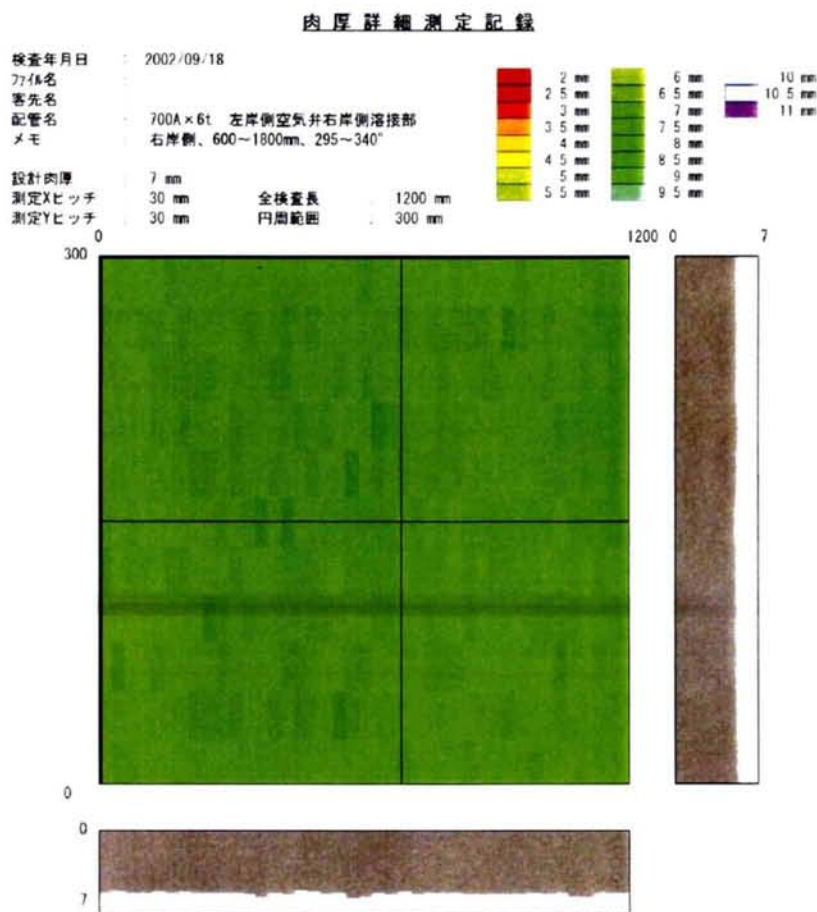 肉厚詳細測定記録
検査年月日 : 2002/09/18
ファイル名 :
客先名 :
配管名 : 700A×6t 左岸側空気弁右岸側溶接部
メモ : 右岸側、600~1800mm、295~340°
設計肉厚 : 7 mm
測定Xピッチ : 30 mm 全検査長 : 1200 mm
測定Yピッチ : 30 mm 円周範囲 : 300 mm
2 mm 6 mm 10 mm
2 5 mm 6 5 mm 10 5 mm
3 mm 7 mm 11 mm
3 5 mm 7 5 mm
4 mm 8 mm
4 5 mm 8 5 mm
5 mm 9 mm
5 5 mm 9 5 mm
0 1200 0 7
300
0
0
7